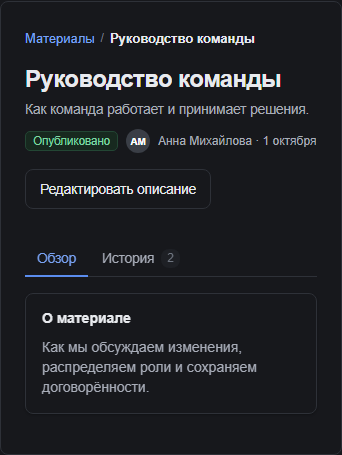 Материалы / Руководство команды
Руководство команды
Как команда работает и принимает решения.
Опубликовано АМ Анна Михайлова · 1 октября
Редактировать описание
Обзор История 2
О материале
Как мы обсуждаем изменения,
распределяем роли и сохраняем
договорённости.